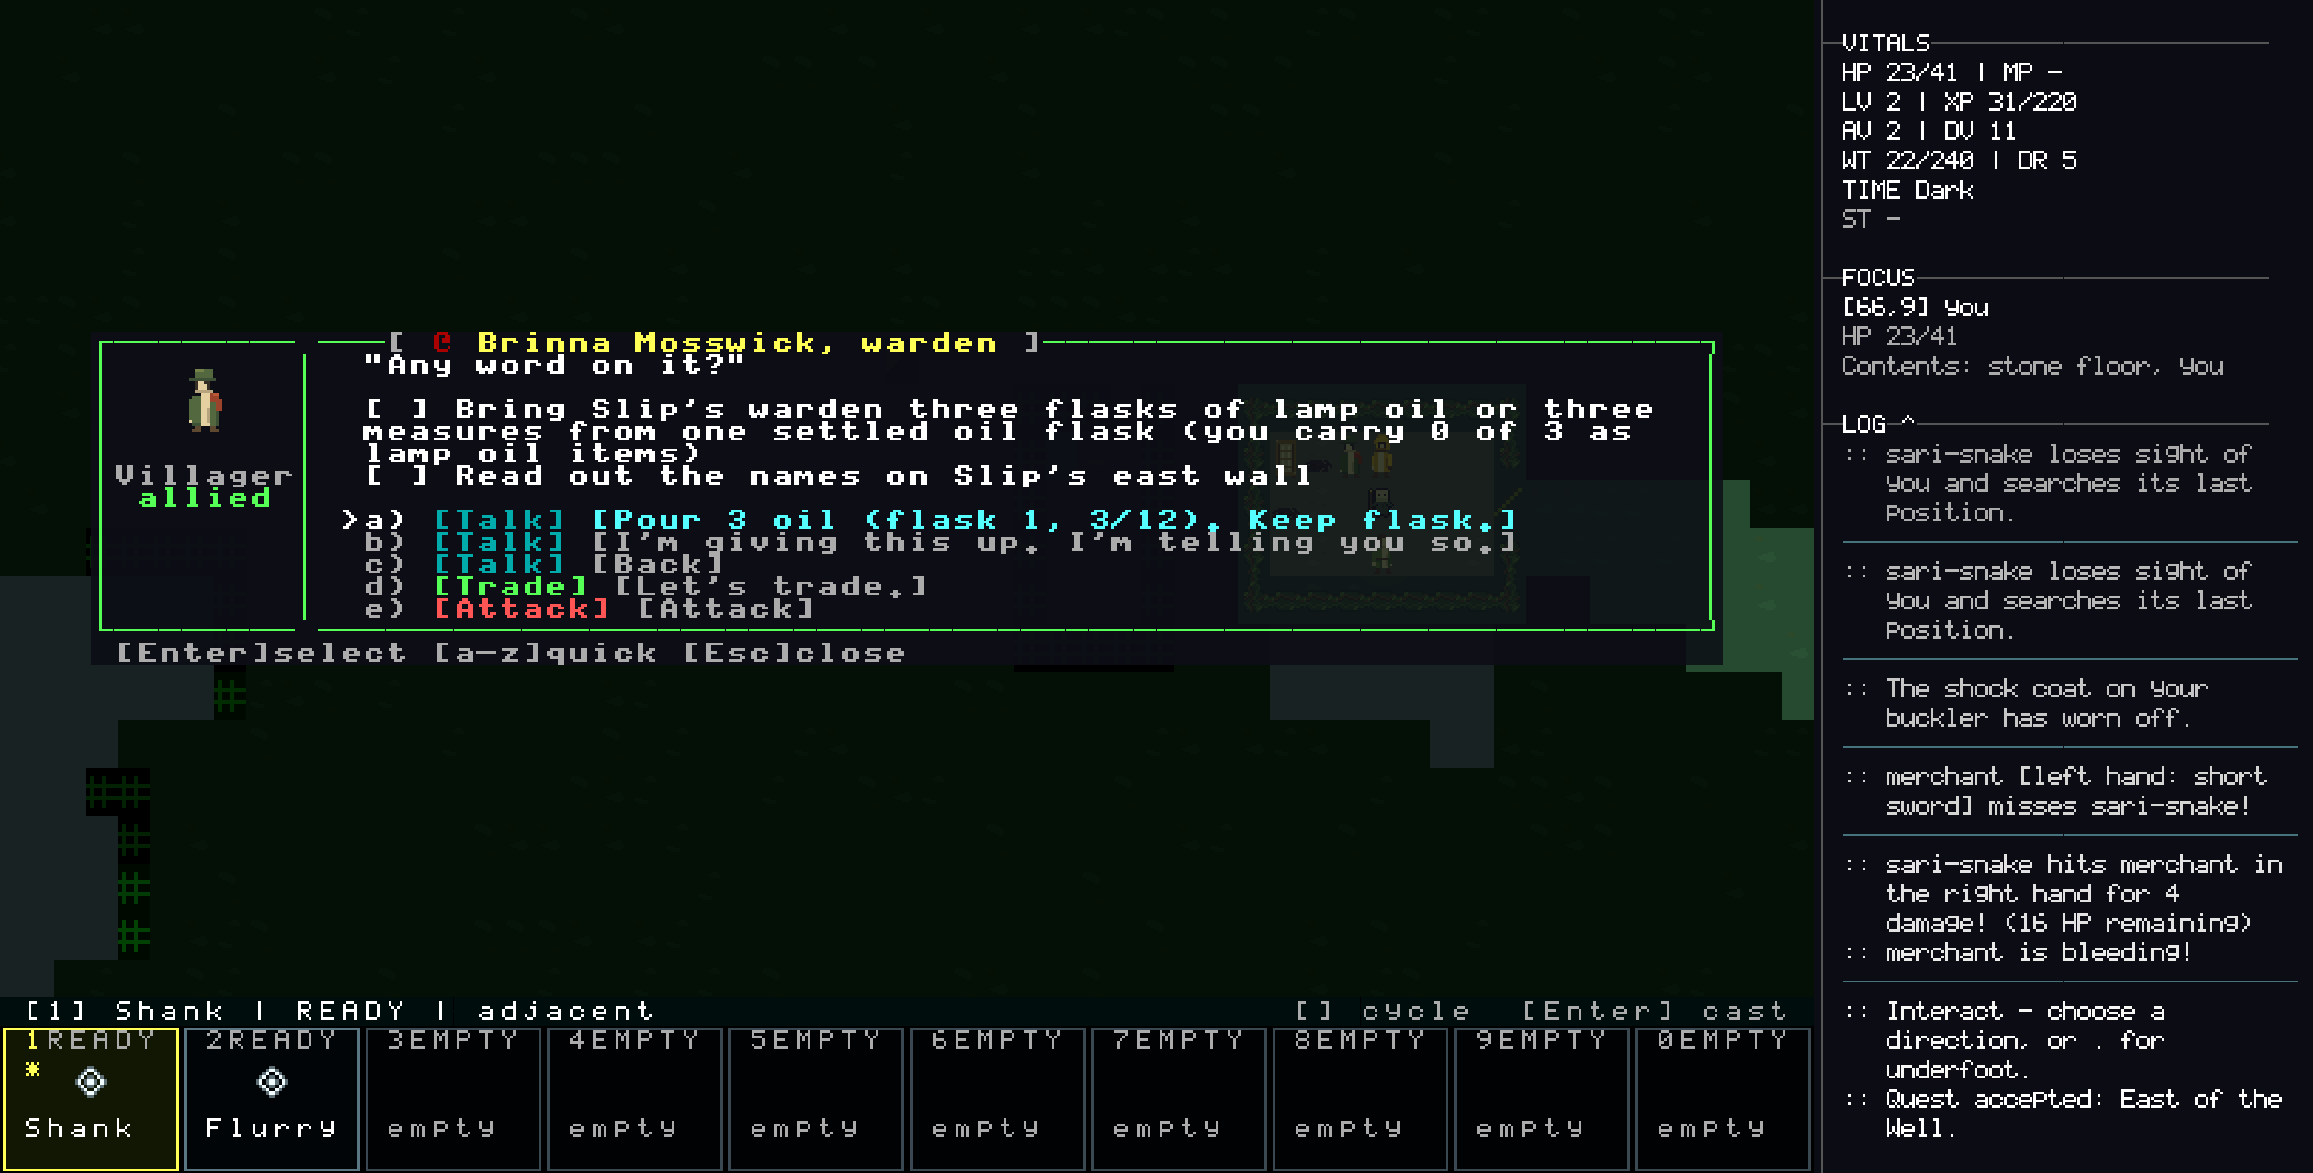 [ @ Brinna Mosswick, warden ]
"Any word on it?"
[ ] Bring Slip's warden three flasks of lamp oil or three
measures from one settled oil flask (you carry 0 of 3 as
lamp oil items)
[ ] Read out the names on Slip's east wall
Villager
allied
>a) [Talk] [Pour 3 oil (flask 1, 3/12). Keep flask.]
b) [Talk] [I'm giving this up. I'm telling you so.]
c) [Talk] [Back]
d) [Trade] [Let's trade.]
e) [Attack] [Attack]
[Enter]select [a-z]quick [Esc]close
[1] Shank | READY | adjacent
[] cycle [Enter] cast
1READY
*
Shank
2READY
Flurry
3EMPTY
empty
4EMPTY
empty
5EMPTY
empty
6EMPTY
empty
7EMPTY
empty
8EMPTY
empty
9EMPTY
empty
0EMPTY
empty
VITALS
HP 23/41 | MP -
LV 2 | XP 31/220
AV 2 | DV 11
WT 22/240 | DR 5
TIME Dark
ST -
FOCUS
[66,9] You
HP 23/41
Contents: stone floor, you
LOG ^
:: sari-snake loses sight of
you and searches its last
position.
:: sari-snake loses sight of
you and searches its last
position.
:: The shock coat on your
buckler has worn off.
:: merchant [left hand: short
sword] misses sari-snake!
:: sari-snake hits merchant in
the right hand for 4
damage! (16 HP remaining)
:: merchant is bleeding!
:: Interact - choose a
direction, or . for
underfoot.
:: Quest accepted: East of the
Well.